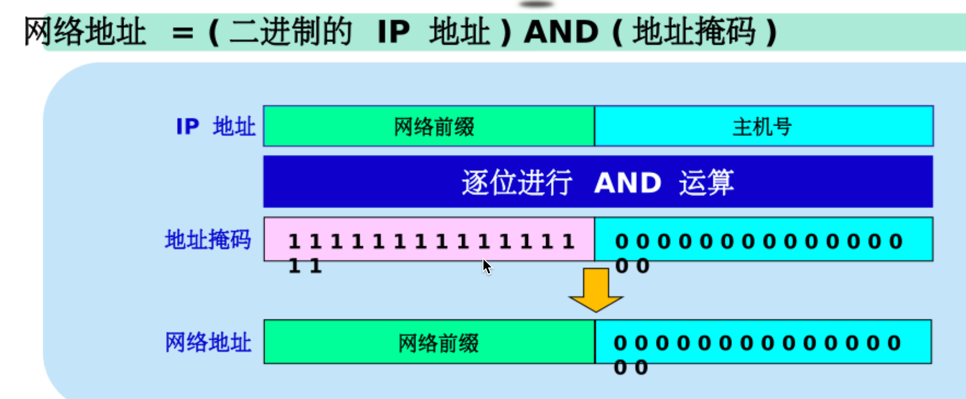 网络地址 = ( 二进制的 IP 地址 ) AND ( 地址掩码 )
IP 地址 网络前缀 主机号
逐位进行 AND 运算
地址掩码 1 1 1 1 1 1 1 1 1 1 1 1 1 1 0 0 0 0 0 0 0 0 0 0 0 0 0 0
1 1 0 0
网络地址 网络前缀 0 0 0 0 0 0 0 0 0 0 0 0 0 0
0 0